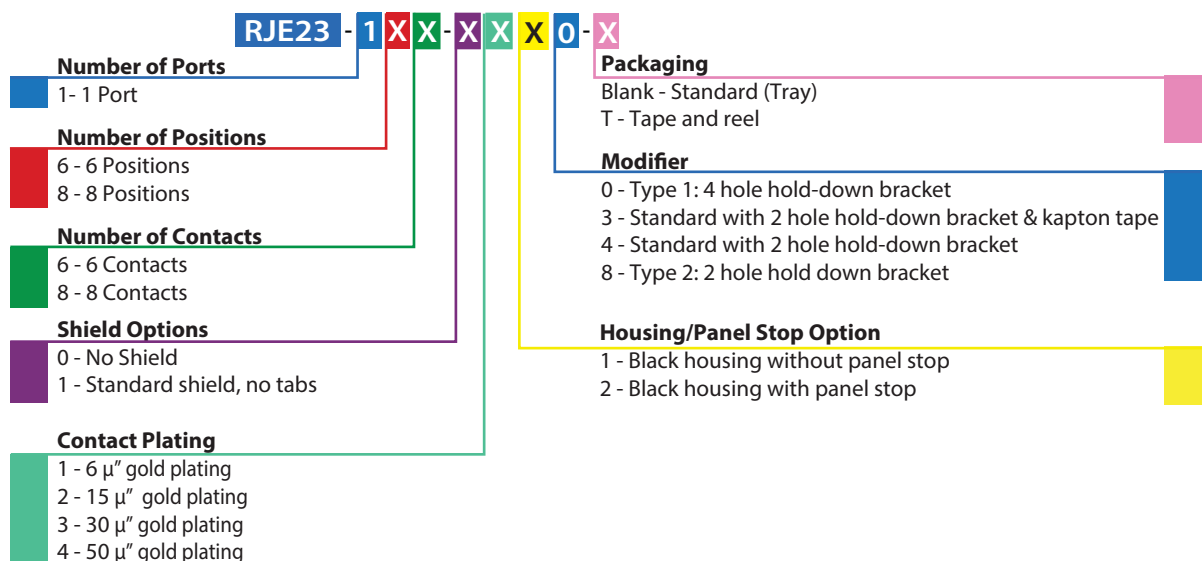 RJE23 - 1 X X - X X X 0 - X
Number of Ports
1- 1 Port
Number of Positions
6 - 6 Positions
8 - 8 Positions
Number of Contacts
6 - 6 Contacts
8 - 8 Contacts
Shield Options
0 - No Shield
1 - Standard shield, no tabs
Contact Plating
1 - 6 µ” gold plating
2 - 15 µ” gold plating
3 - 30 µ” gold plating
4 - 50 µ” gold plating
Packaging
Blank - Standard (Tray)
T - Tape and reel
Modifier
0 - Type 1: 4 hole hold-down bracket
3 - Standard with 2 hole hold-down bracket & kapton tape
4 - Standard with 2 hole hold-down bracket
8 - Type 2: 2 hole hold down bracket
Housing/Panel Stop Option
1 - Black housing without panel stop
2 - Black housing with panel stop